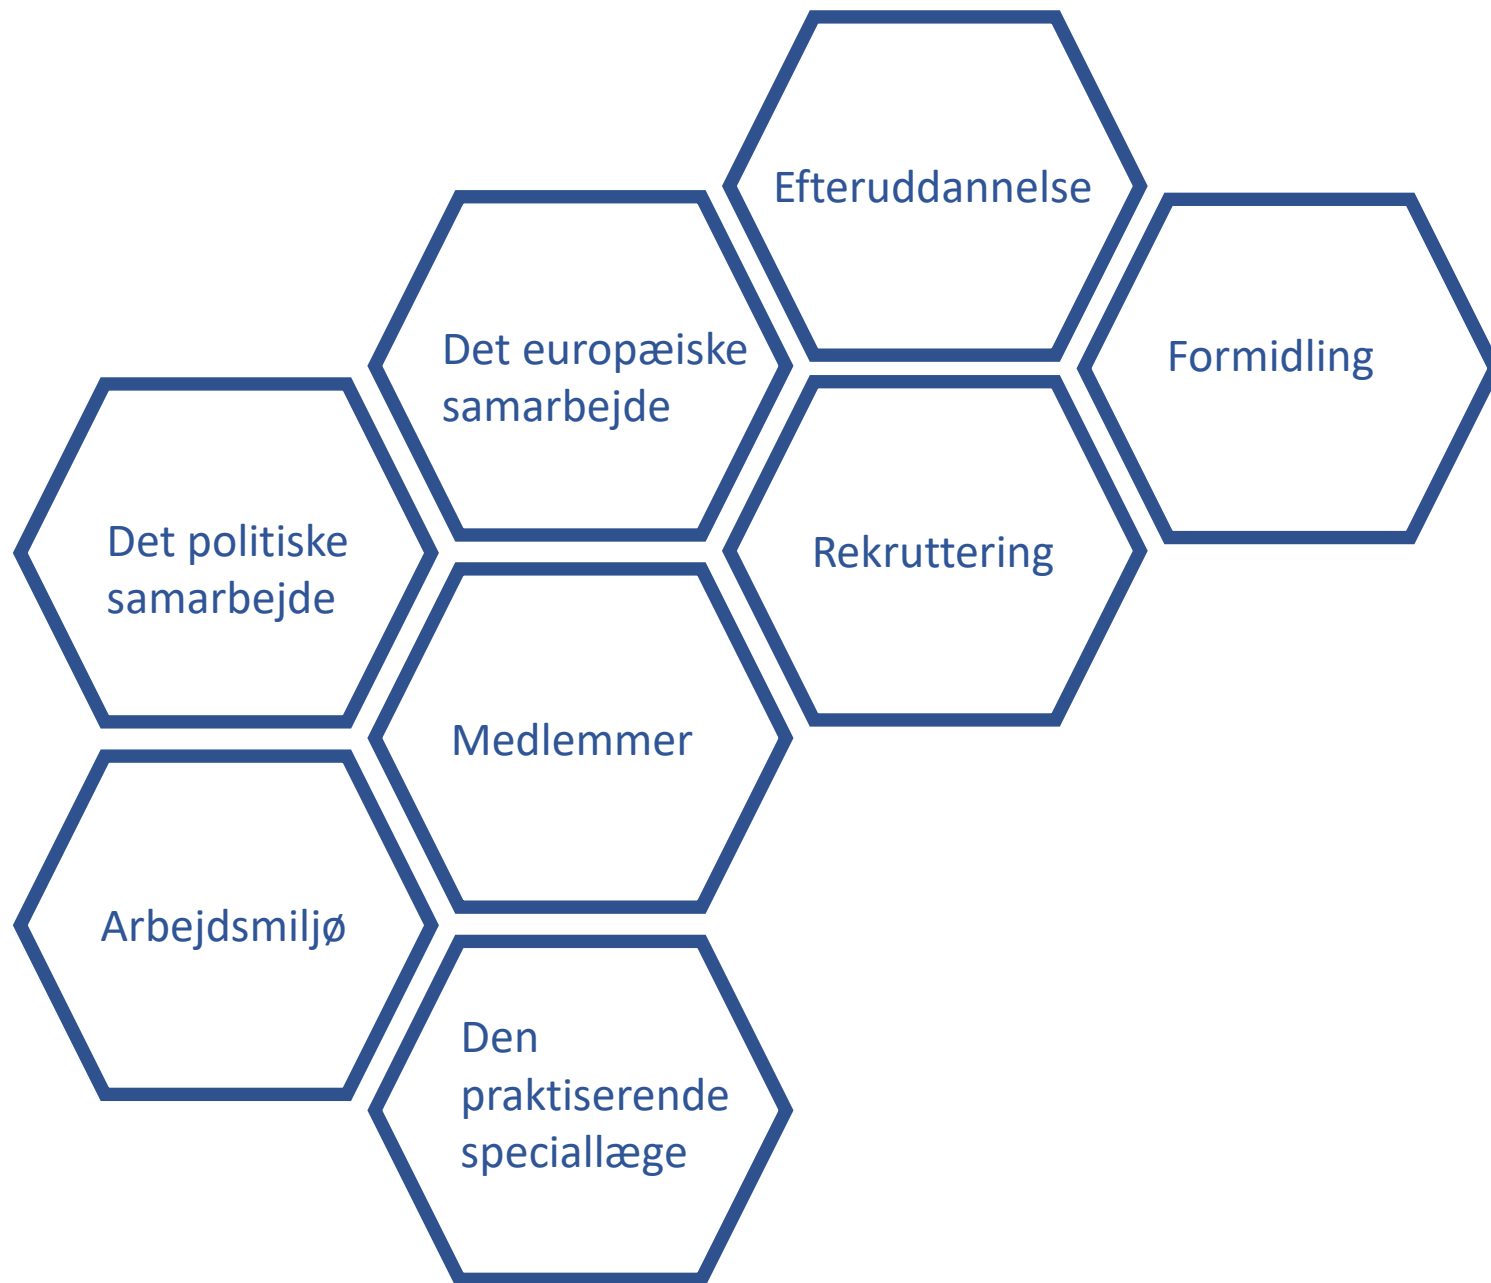 Efteruddannelse
Det europæiske
samarbejde
Formidling
Det politiske
samarbejde
Rekruttering
Medlemmer
Arbejdsmiljø
Den
praktiserende
speciallæge